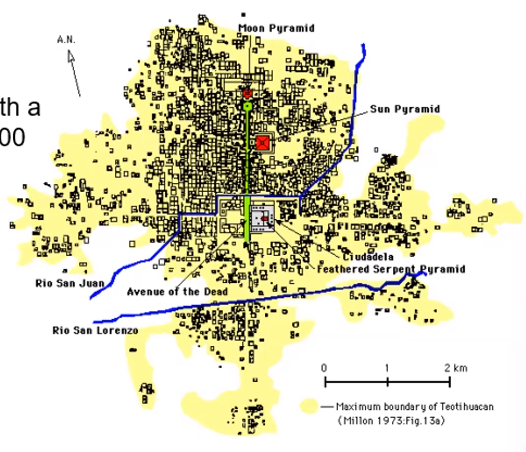 Moon Pyramid
A.N.
th a
00
Sun Pyramid
Ciudadela
Feathered Serpent Pyramid
Rio San Juan
Avenue of the Dead
Rio San Lorenzo
0 1 2 km
Maximum boundary of Teotihuacan
(Millon 1973:Fig.13a)